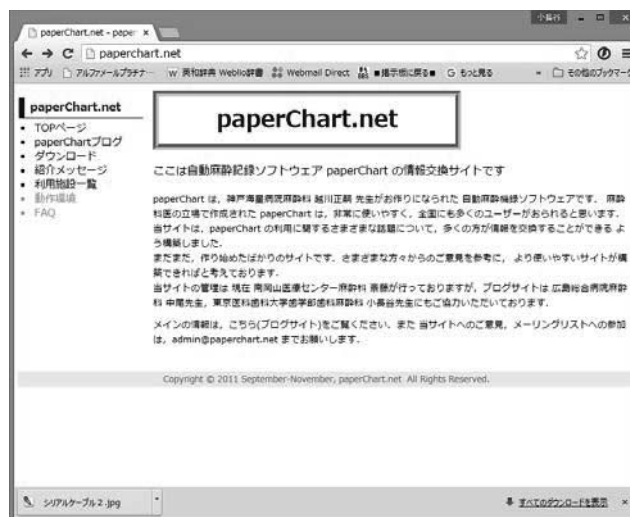 小長谷
paperChart.net - paper ×
paperchart.net
アプリ アルファメールプラチナ… W 英和辞典 Weblio辞書 Webmail Direct ■掲示板に戻る■ G もっと見る » その他のブックマーク
paperChart.net
• TOPページ
• paperChartブログ
• ダウンロード
• 紹介メッセージ
• 利用施設一覧
• 動作環境
• FAQ
paperChart.net
ここは自動麻酔記録ソフトウェア paperChart の情報交換サイトです
paperChart は，神戸海星病院麻酔科 越川正嗣 先生がお作りになられた 自動麻酔機録ソフトウェアです． 麻酔
科医の立場で作成された paperChart は，非常に使いやすく，全国にも多くのユーザーがおられると思います．
当サイトは，paperChart の利用に関するさまざまな話題について，多くの方が情報を交換することができる よ
う構築しました．
まだまだ，作り始めたばかりのサイトです．さまざまな方々からのご意見を参考に， より使いやすいサイトが構
築できればと考えております．
当サイトの管理は 現在 南岡山医療センター麻酔科 斎藤が行っておりますが，ブログサイトは 広島総合病院麻酔
科 中尾先生，東京医科歯科大学歯学部歯科麻酔科 小長谷先生にもご協力いただいております．
メインの情報は，こちら(ブログサイト)をご覧ください．また 当サイトへのご意見，メーリングリストへの参加
は，admin@paperchart.net までお願いします．
Copyright © 2011 September-November, paperChart.net All Rights Reserved.
シリアルケーブル2.jpg
すべてのダウンロードを表示 ×